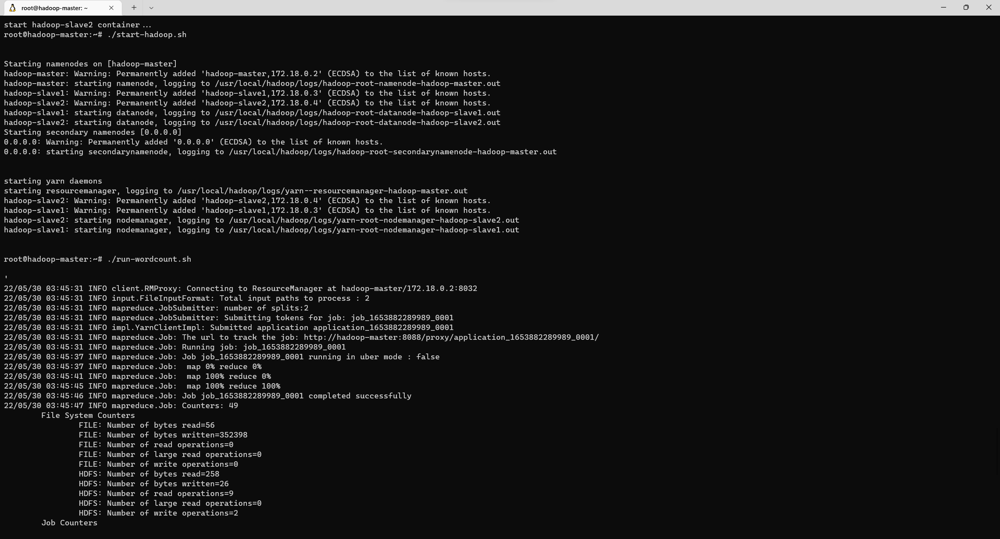 root@hadoop-master: ~
start hadoop-slave2 container...
root@hadoop-master:~# ./start-hadoop.sh
Starting namenodes on [hadoop-master]
hadoop-master: Warning: Permanently added 'hadoop-master,172.18.0.2' (ECDSA) to the list of known hosts.
hadoop-master: starting namenode, logging to /usr/local/hadoop/logs/hadoop-root-namenode-hadoop-master.out
hadoop-slave1: Warning: Permanently added 'hadoop-slave1,172.18.0.3' (ECDSA) to the list of known hosts.
hadoop-slave2: Warning: Permanently added 'hadoop-slave2,172.18.0.4' (ECDSA) to the list of known hosts.
hadoop-slave1: starting datanode, logging to /usr/local/hadoop/logs/hadoop-root-datanode-hadoop-slave1.out
hadoop-slave2: starting datanode, logging to /usr/local/hadoop/logs/hadoop-root-datanode-hadoop-slave2.out
Starting secondary namenodes [0.0.0.0]
0.0.0.0: Warning: Permanently added '0.0.0.0' (ECDSA) to the list of known hosts.
0.0.0.0: starting secondarynamenode, logging to /usr/local/hadoop/logs/hadoop-root-secondarynamenode-hadoop-master.out
starting yarn daemons
starting resourcemanager, logging to /usr/local/hadoop/logs/yarn--resourcemanager-hadoop-master.out
hadoop-slave2: Warning: Permanently added 'hadoop-slave2,172.18.0.4' (ECDSA) to the list of known hosts.
hadoop-slave1: Warning: Permanently added 'hadoop-slave1,172.18.0.3' (ECDSA) to the list of known hosts.
hadoop-slave2: starting nodemanager, logging to /usr/local/hadoop/logs/yarn-root-nodemanager-hadoop-slave2.out
hadoop-slave1: starting nodemanager, logging to /usr/local/hadoop/logs/yarn-root-nodemanager-hadoop-slave1.out
root@hadoop-master:~# ./run-wordcount.sh
'
22/05/30 03:45:31 INFO client.RMProxy: Connecting to ResourceManager at hadoop-master/172.18.0.2:8032
22/05/30 03:45:31 INFO input.FileInputFormat: Total input paths to process : 2
22/05/30 03:45:31 INFO mapreduce.JobSubmitter: number of splits:2
22/05/30 03:45:31 INFO mapreduce.JobSubmitter: Submitting tokens for job: job_1653882289989_0001
22/05/30 03:45:31 INFO impl.YarnClientImpl: Submitted application application_1653882289989_0001
22/05/30 03:45:31 INFO mapreduce.Job: The url to track the job: http://hadoop-master:8088/proxy/application_1653882289989_0001/
22/05/30 03:45:31 INFO mapreduce.Job: Running job: job_1653882289989_0001
22/05/30 03:45:37 INFO mapreduce.Job: Job job_1653882289989_0001 running in uber mode : false
22/05/30 03:45:37 INFO mapreduce.Job:  map 0% reduce 0%
22/05/30 03:45:41 INFO mapreduce.Job:  map 100% reduce 0%
22/05/30 03:45:45 INFO mapreduce.Job:  map 100% reduce 100%
22/05/30 03:45:46 INFO mapreduce.Job: Job job_1653882289989_0001 completed successfully
22/05/30 03:45:47 INFO mapreduce.Job: Counters: 49
File System Counters
FILE: Number of bytes read=56
FILE: Number of bytes written=352398
FILE: Number of read operations=0
FILE: Number of large read operations=0
FILE: Number of write operations=0
HDFS: Number of bytes read=258
HDFS: Number of bytes written=26
HDFS: Number of read operations=9
HDFS: Number of large read operations=0
HDFS: Number of write operations=2
Job Counters